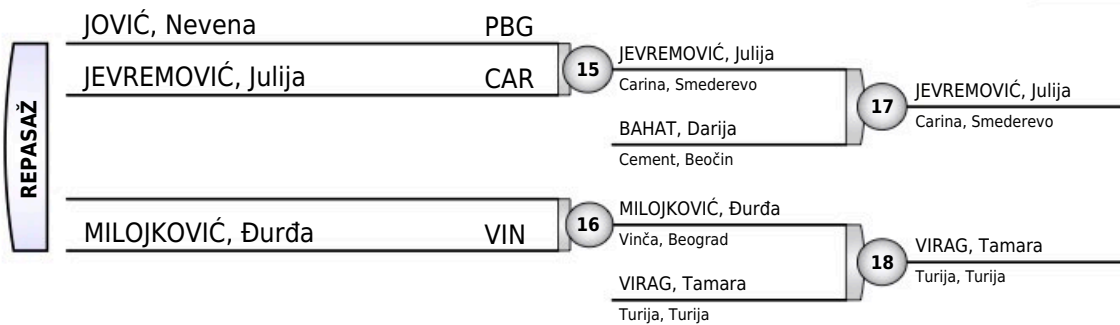 REPASAŽ
JOVIĆ, Nevena PBG
JEVREMOVIĆ, Julija CAR
15
JEVREMOVIĆ, Julija
Carina, Smederevo
BAHAT, Darija
Cement, Beočin
17
JEVREMOVIĆ, Julija
Carina, Smederevo
MILOJKOVIĆ, Đurđa VIN
16
MILOJKOVIĆ, Đurđa
Vinča, Beograd
VIRAG, Tamara
Turija, Turija
18
VIRAG, Tamara
Turija, Turija